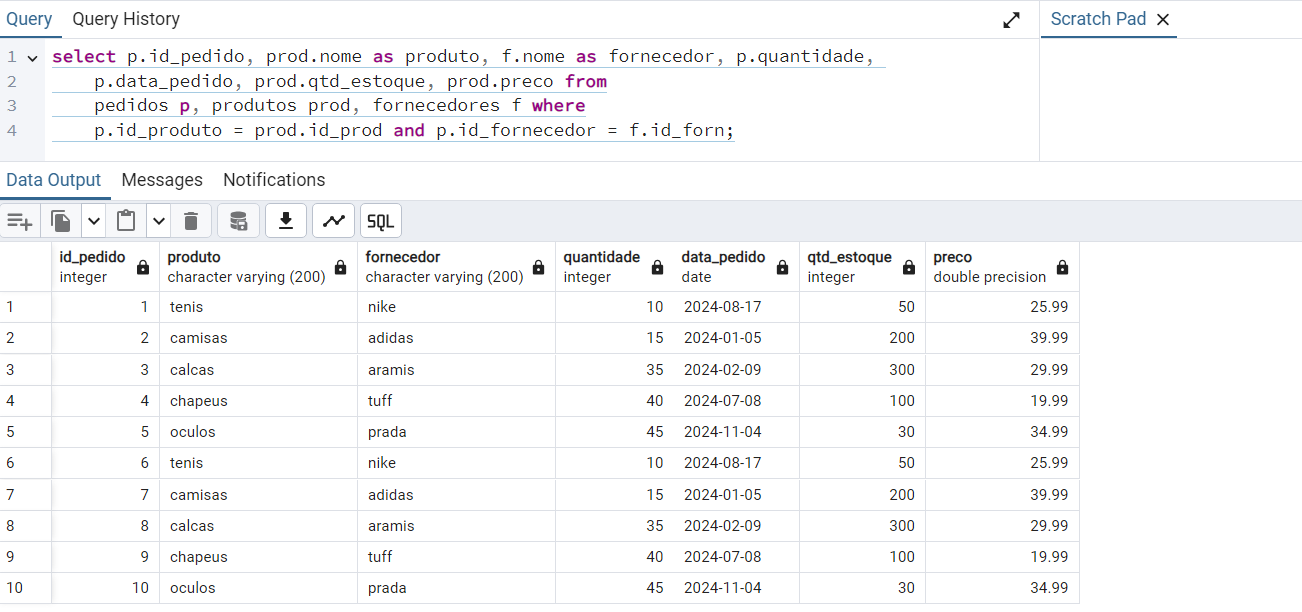 Query Query History Scratch Pad
1 select p.id_pedido, prod.nome as produto, f.nome as fornecedor, p.quantidade,
2 p.data_pedido, prod.qtd_estoque, prod.preco from
3 pedidos p, produtos prod, fornecedores f where
4 p.id_produto = prod.id_prod and p.id_fornecedor = f.id_forn;
Data Output Messages Notifications
SQL
id_pedido produto fornecedor quantidade data_pedido qtd_estoque preco
integer character varying (200) character varying (200) integer date integer double precision
1 1 tenis nike 10 2024-08-17 50 25.99
2 2 camisas adidas 15 2024-01-05 200 39.99
3 3 calcas aramis 35 2024-02-09 300 29.99
4 4 chapeus tuff 40 2024-07-08 100 19.99
5 5 oculos prada 45 2024-11-04 30 34.99
6 6 tenis nike 10 2024-08-17 50 25.99
7 7 camisas adidas 15 2024-01-05 200 39.99
8 8 calcas aramis 35 2024-02-09 300 29.99
9 9 chapeus tuff 40 2024-07-08 100 19.99
10 10 oculos prada 45 2024-11-04 30 34.99